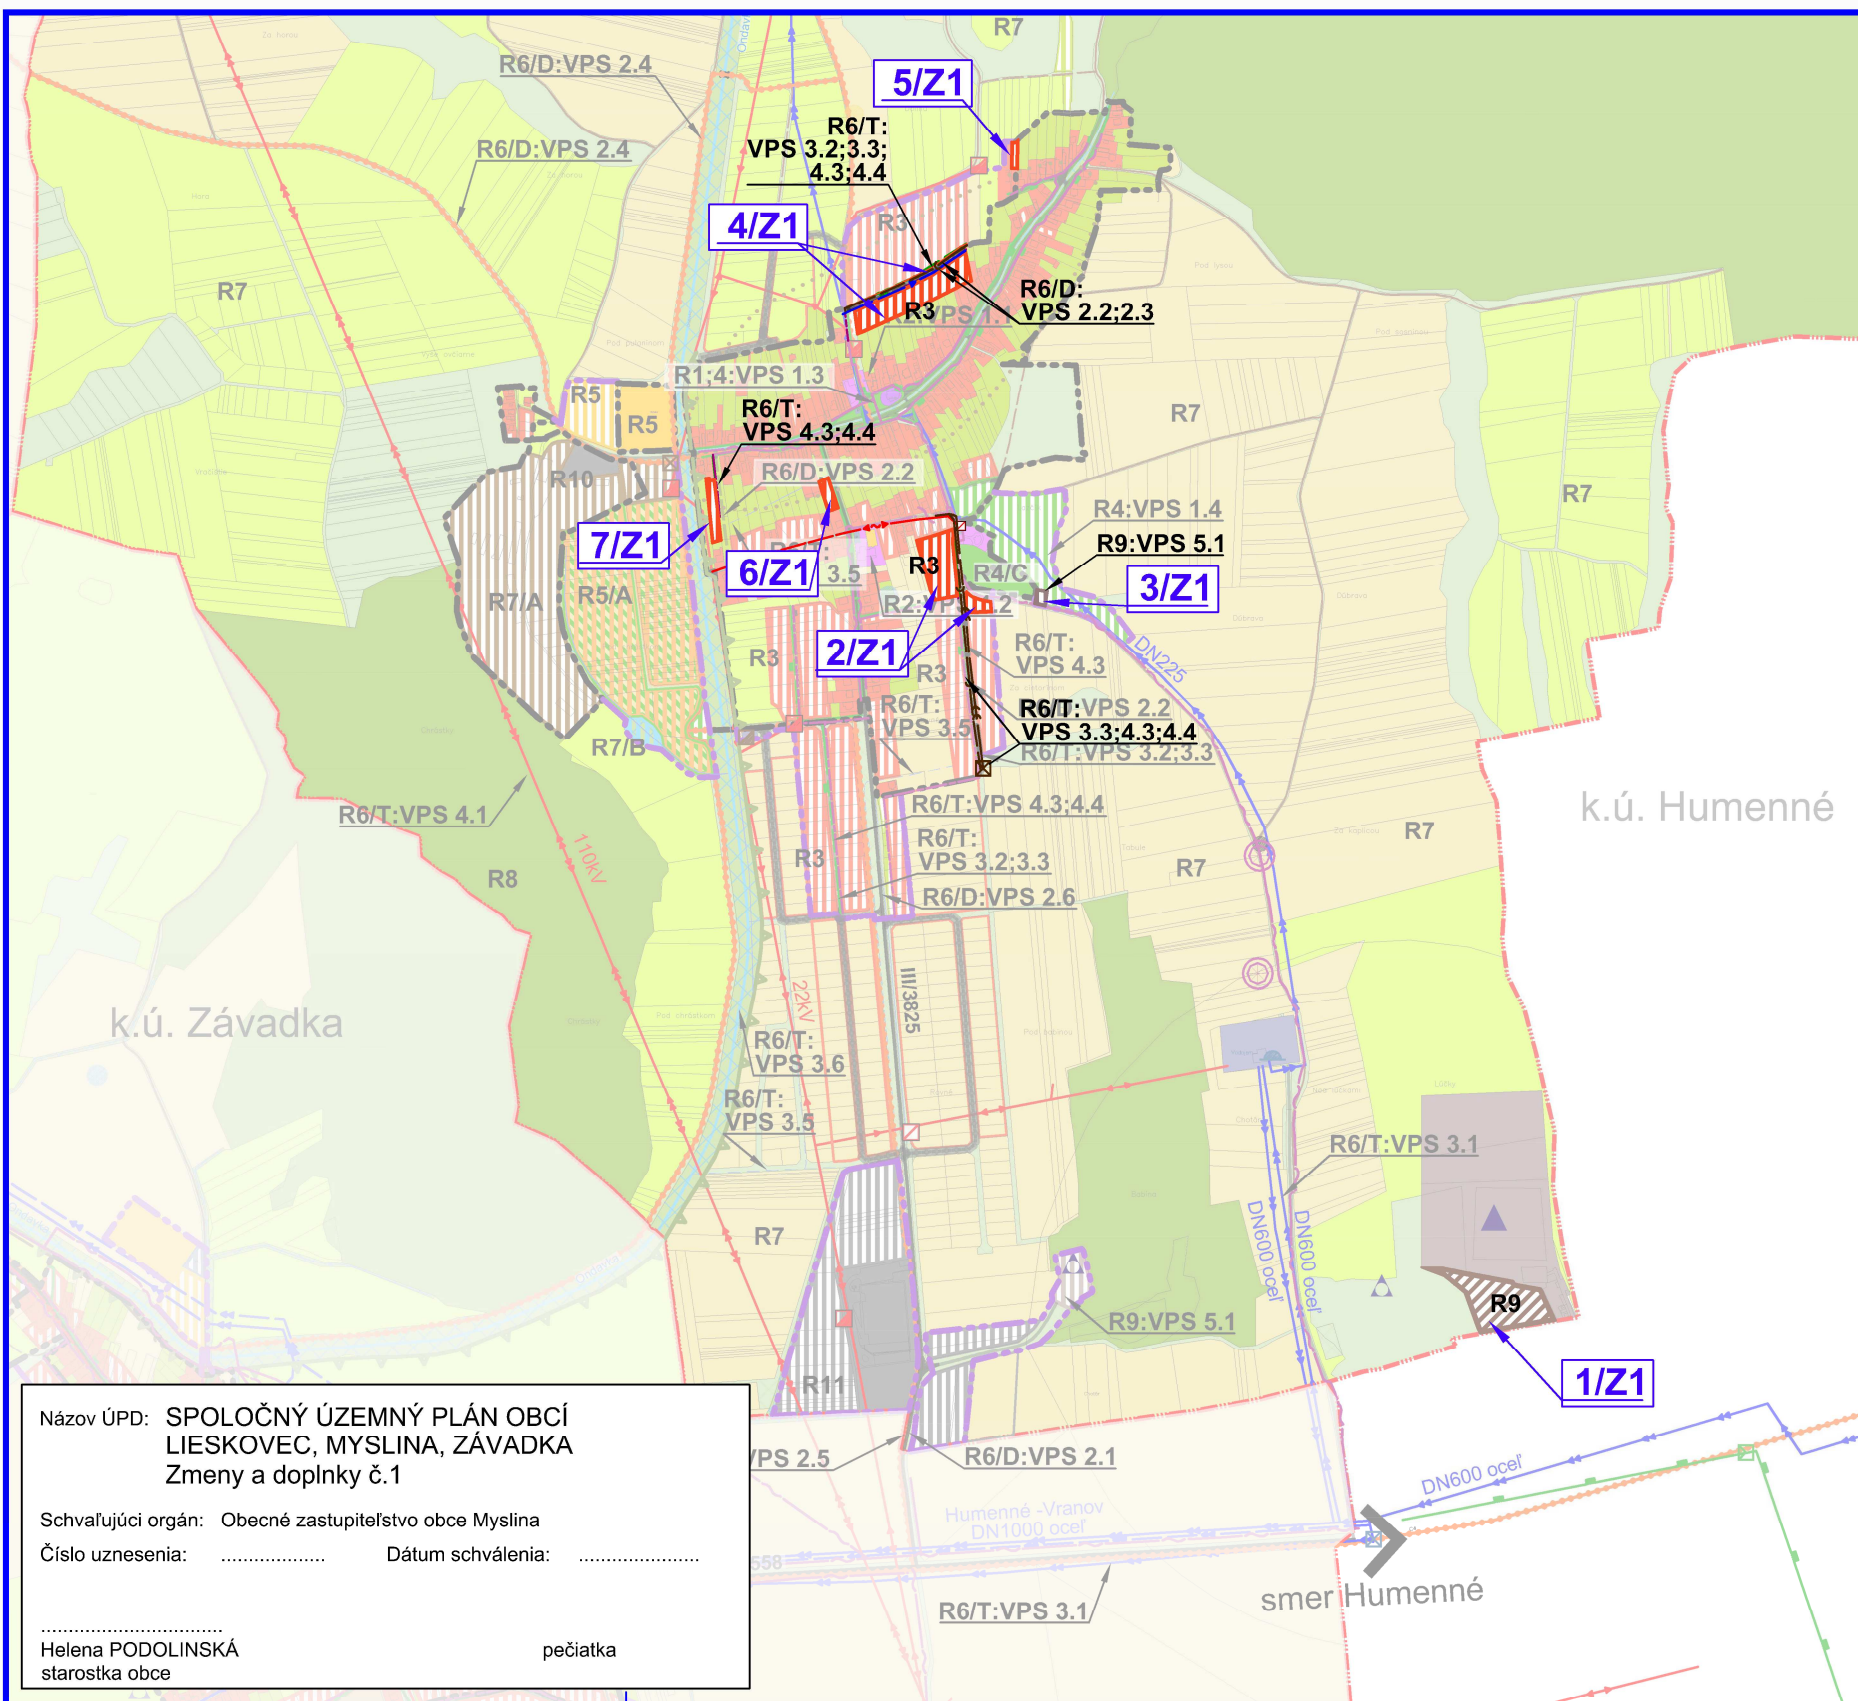 R7
R6/D:VPS 2.4
5/Z1
R6/T:
VPS 3.2;3.3;
4.3;4.4
R6/D:VPS 2.4
4/Z1
R3
R7
R6/D:
VPS 2.2;2.3
R3
R1;4:VPS 1.3
R5
R5
R6/T:
VPS 4.3;4.4
R7
R6/D:VPS 2.2
R10
R7
R4:VPS 1.4
R9:VPS 5.1
7/Z1
6/Z1
3.5
R3
R4/C
3/Z1
R7/A
R5/A
2/Z1
R3
R3
R6/T:
VPS 4.3
DN225
R6/T:
VPS 3.5
VPS 2.2
R6/T:
VPS 3.3;4.3;4.4
R6/T:VPS 3.2;3.3
R7/B
R6/T:VPS 4.1
110kV
R6/T:VPS 4.3;4.4
R6/T:
VPS 3.2;3.3
R3
R6/D:VPS 2.6
R7
R7
k.ú. Humenné
R8
22kV
III/3825
k.ú. Závadka
R6/T:
VPS 3.6
R6/T:
VPS 3.5
R6/T:VPS 3.1
R7
DN600 oceľ
DN600 oceľ
R9
R9:VPS 5.1
1/Z1
R11
Názov ÚPD: SPOLOČNÝ ÚZEMNÝ PLÁN OBCÍ
LIESKOVEC, MYSLINA, ZÁVADKA
Zmeny a doplnky č.1
Schvaľujúci orgán: Obecné zastupiteľstvo obce Myslina
Číslo uznesenia: ................... Dátum schválenia: ......................
.................................
Helena PODOLINSKÁ pečiatka
starostka obce
VPS 2.5
R6/D:VPS 2.1
DN600 oceľ
Humenné -Vranov
DN1000 oceľ
558
R6/T:VPS 3.1
smer Humenné